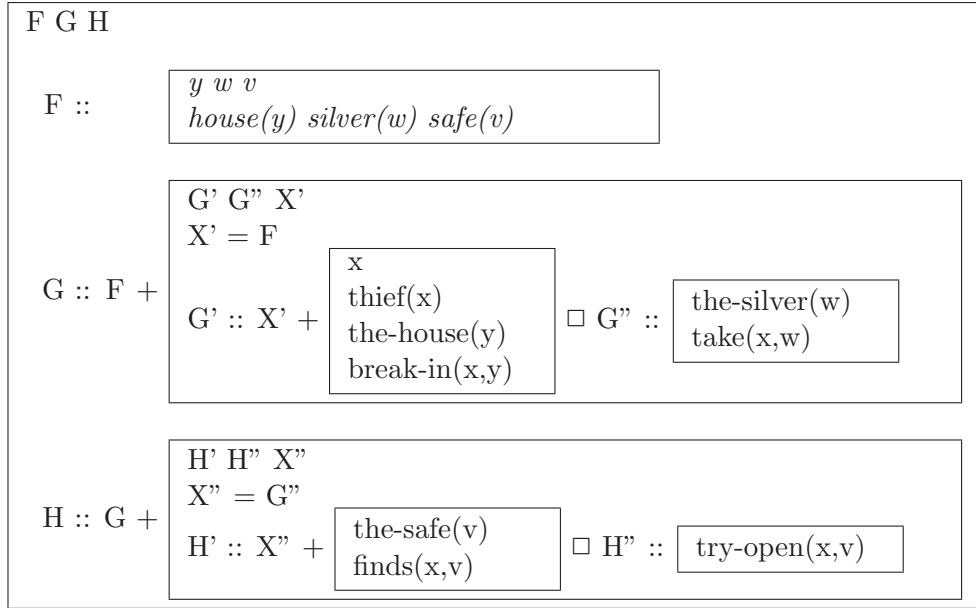 F G H
y w v
F ::
house(y) silver(w) safe(v)
G' G" X'
X' = F
G :: F +
x
thief(x)
the-house(y)
break-in(x,y)
G' :: X' +
□ G" ::
the-silver(w)
take(x,w)
H' H" X"
X" = G"
H :: G +
H' :: X" +
the-safe(v)
finds(x,v)
□ H" ::
try-open(x,v)